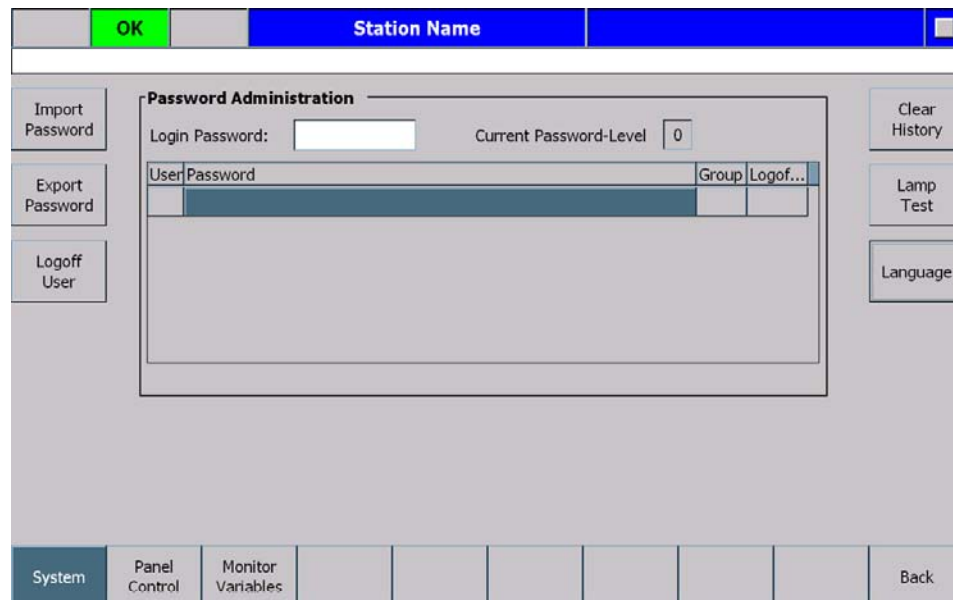 OK
Station Name
Import
Password
Export
Password
Logoff
User
Password Administration
Login Password:
Current Password-Level 0
User Password Group Logof...
Clear
History
Lamp
Test
Language
System
Panel
Control
Monitor
Variables
Back